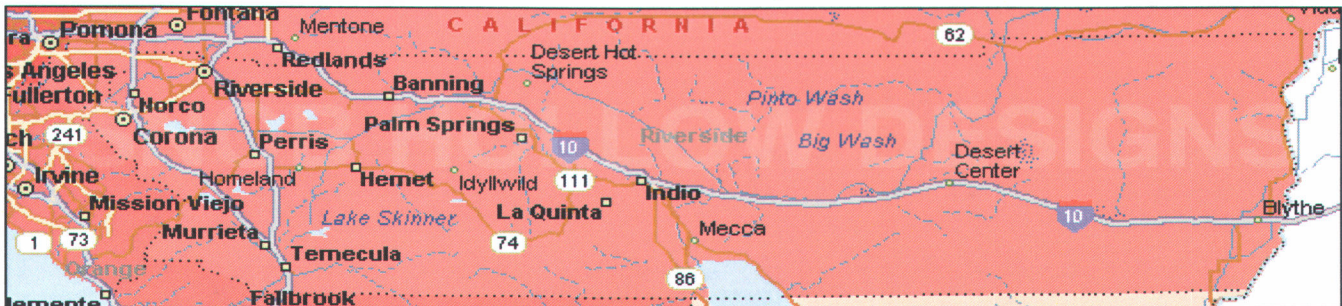 Fontana
CALIFORNIA
Pomona
Mentone
62
Redlands
Desert Hot
Springs
Angeles
Riverside
Banning
Fullerton
Norco
Pinto Wash
241
Corona
Palm Springs
Riverside
Big Wash
HOLLOW DESIGNS
Perris
10
Desert
Center
Irvine
Homeland
Hemet
Idyllwild
111
Indio
Mission Viejo
La Quinta
Lake Skinner
10
Blythe
1
73
Murrieta
74
Mecca
Orange
Temecula
86
Fallbrook